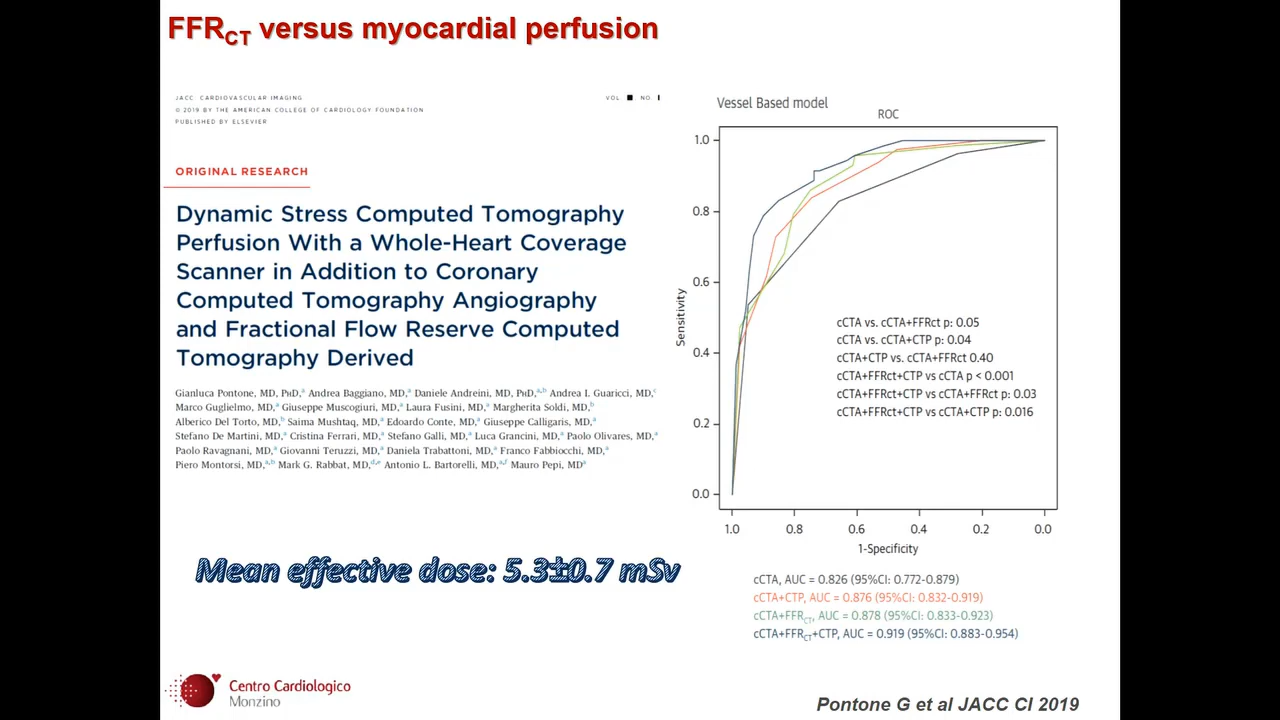 FFRCT versus myocardial perfusion
JACC: CARDIOVASCULAR IMAGING
© 2019 BY THE AMERICAN COLLEGE OF CARDIOLOGY FOUNDATION
PUBLISHED BY ELSEVIER
VOL. ■ NO. ▮
ORIGINAL RESEARCH
Dynamic Stress Computed Tomography
Perfusion With a Whole-Heart Coverage
Scanner in Addition to Coronary
Computed Tomography Angiography
and Fractional Flow Reserve Computed
Tomography Derived
Gianluca Pontone, MD, PhD,a Andrea Baggiano, MD,a Daniele Andreini, MD, PhD,a,b Andrea I. Guaricci, MD,c
Marco Guglielmo, MD,a Giuseppe Muscogiuri, MD,a Laura Fusini, MD,a Margherita Soldi, MD,b
Alberico Del Torto, MD,b Saima Mushtaq, MD,a Edoardo Conte, MD,a Giuseppe Calligaris, MD,a
Stefano De Martini, MD,a Cristina Ferrari, MD,a Stefano Galli, MD,a Luca Grancini, MD,a Paolo Olivares, MD,a
Paolo Ravagnani, MD,a Giovanni Teruzzi, MD,a Daniela Trabattoni, MD,a Franco Fabbiocchi, MD,a
Piero Montorsi, MD,a,b Mark G. Rabbat, MD,d,e Antonio L. Bartorelli, MD,a,f Mauro Pepi, MDa
Mean effective dose: 5.3±0.7 mSv
Vessel Based model
ROC
1.0
0.8
0.6
0.4
0.2
0.0
Sensitivity
cCTA vs. cCTA+FFRct p: 0.05
cCTA vs. cCTA+CTP p: 0.04
cCTA+CTP vs. cCTA+FFRct 0.40
cCTA+FFRct+CTP vs cCTA p < 0.001
cCTA+FFRct+CTP vs cCTA+FFRct p: 0.03
cCTA+FFRct+CTP vs cCTA+CTP p: 0.016
1.0 0.8 0.6 0.4 0.2 0.0
1-Specificity
cCTA, AUC = 0.826 (95%CI: 0.772-0.879)
cCTA+CTP, AUC = 0.876 (95%CI: 0.832-0.919)
cCTA+FFRCT, AUC = 0.878 (95%CI: 0.833-0.923)
cCTA+FFRCT+CTP, AUC = 0.919 (95%CI: 0.883-0.954)
Centro Cardiologico
Monzino
Pontone G et al JACC CI 2019